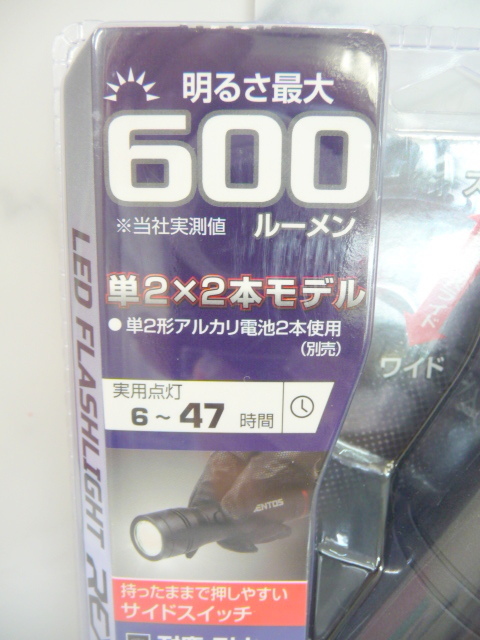 明るさ最大
600
※当社実測値 ルーメン
単2×2本モデル
● 単2形アルカリ電池2本使用
(別売)
実用点灯
6～47時間
ワイド
LED FLASHLIGHT
ENTOS
持ったままで押しやすい
サイドスイッチ